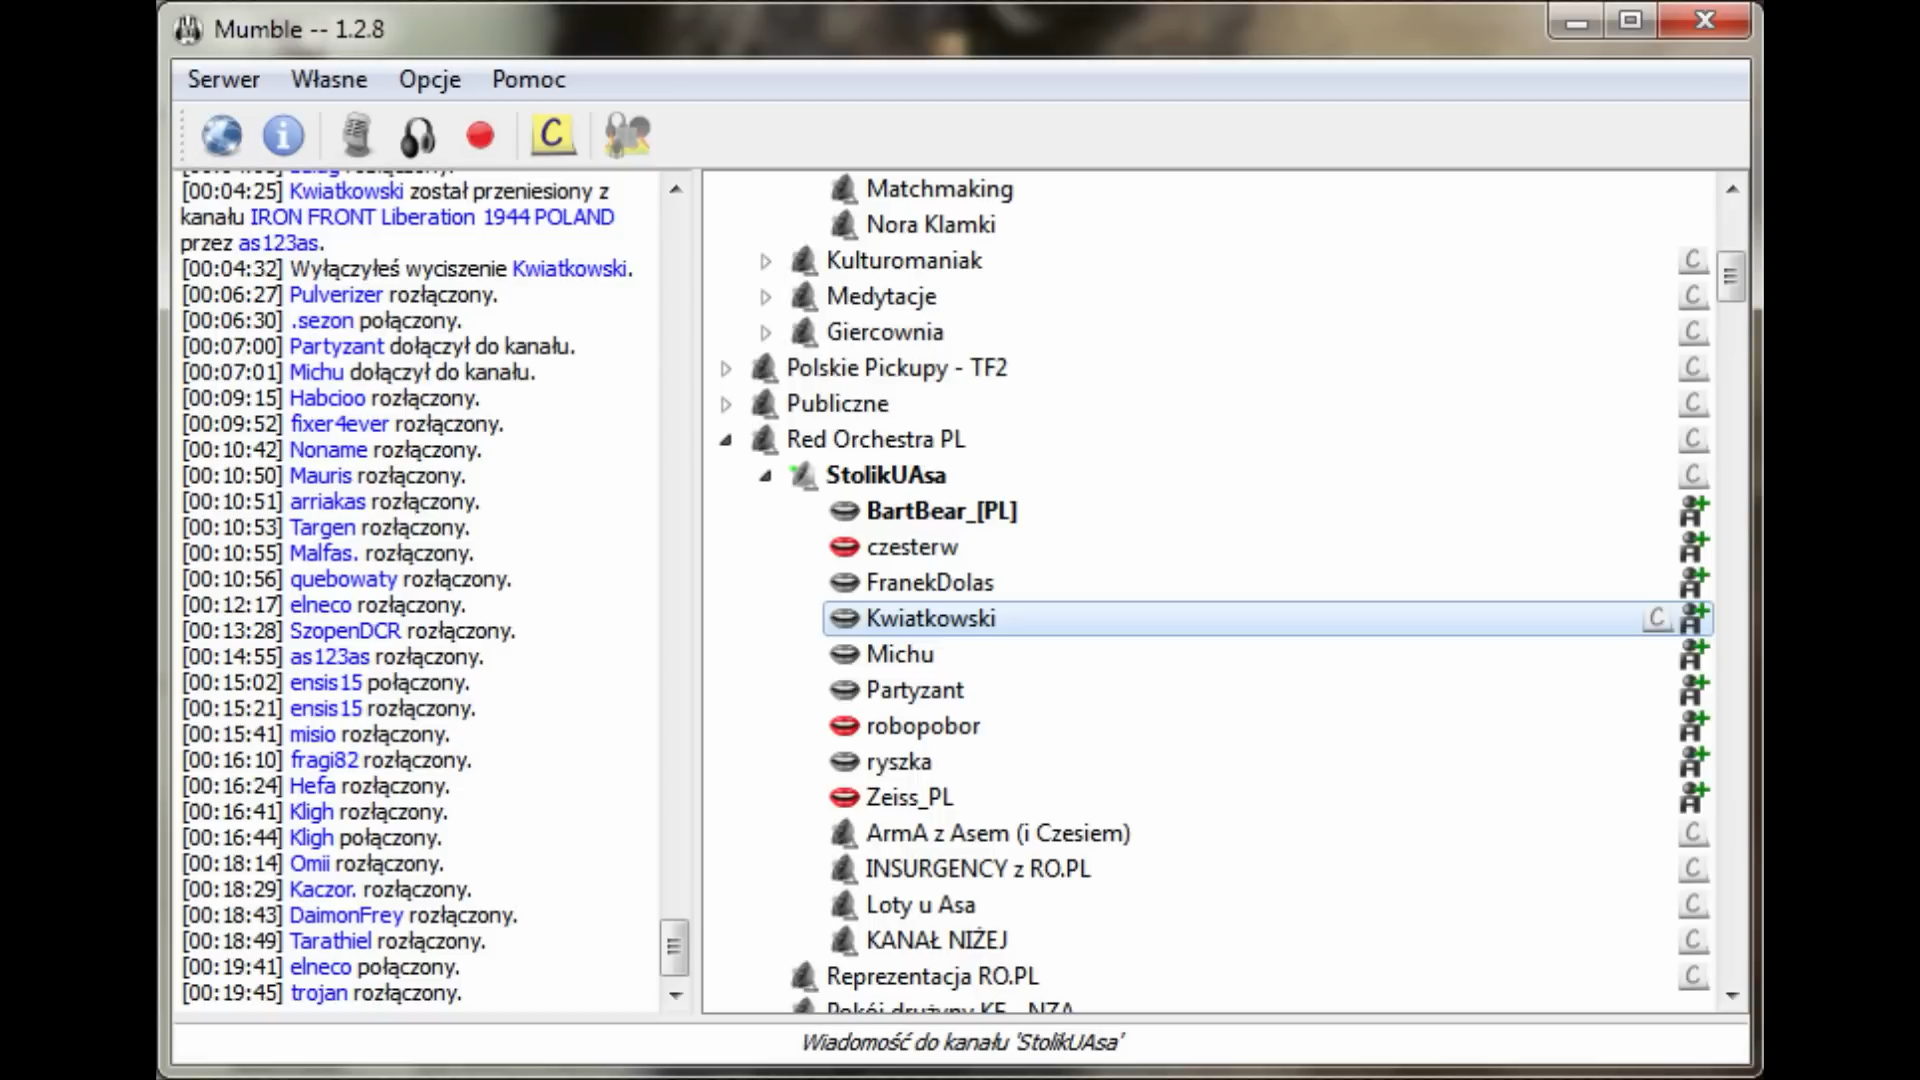 Mumble -- 1.2.8
Serwer Własne Opcje Pomoc
C
[00:04:25] Kwiatkowski został przeniesiony z
kanału IRON FRONT Liberation 1944 POLAND
przez as123as.
[00:04:32] Wyłączyłeś wyciszenie Kwiatkowski.
[00:06:27] Pulverizer rozłączony.
[00:06:30] .sezon połączony.
[00:07:00] Partyzant dołączył do kanału.
[00:07:01] Michu dołączył do kanału.
[00:09:15] Habcioo rozłączony.
[00:09:52] fixer4ever rozłączony.
[00:10:42] Noname rozłączony.
[00:10:50] Mauris rozłączony.
[00:10:51] arriakas rozłączony.
[00:10:53] Targen rozłączony.
[00:10:55] Malfas. rozłączony.
[00:10:56] quebowaty rozłączony.
[00:12:17] elneco rozłączony.
[00:13:28] SzopenDCR rozłączony.
[00:14:55] as123as rozłączony.
[00:15:02] ensis15 połączony.
[00:15:21] ensis15 rozłączony.
[00:15:41] misio rozłączony.
[00:16:10] fragi82 rozłączony.
[00:16:24] Hefa rozłączony.
[00:16:41] Kligh rozłączony.
[00:16:44] Kligh połączony.
[00:18:14] Omii rozłączony.
[00:18:29] Kaczor. rozłączony.
[00:18:43] DaimonFrey rozłączony.
[00:18:49] Tarathiel rozłączony.
[00:19:41] elneco połączony.
[00:19:45] trojan rozłączony.
Matchmaking
Nora Klamki
Kulturomaniak C
Medytacje C
Giercownia C
Polskie Pickupy - TF2 C
Publiczne C
Red Orchestra PL C
StolikUAsa C
BartBear_[PL]
czesterw
FranekDolas
Kwiatkowski C
Michu
Partyzant
robopobor
ryszka
Zeiss_PL
ArmA z Asem (i Czesiem) C
INSURGENCY z RO.PL C
Loty u Asa C
KANAŁ NIŻEJ C
Reprezentacja RO.PL C
Pokój drużyny KF - NZA
Wiadomość do kanału 'StolikUAsa'